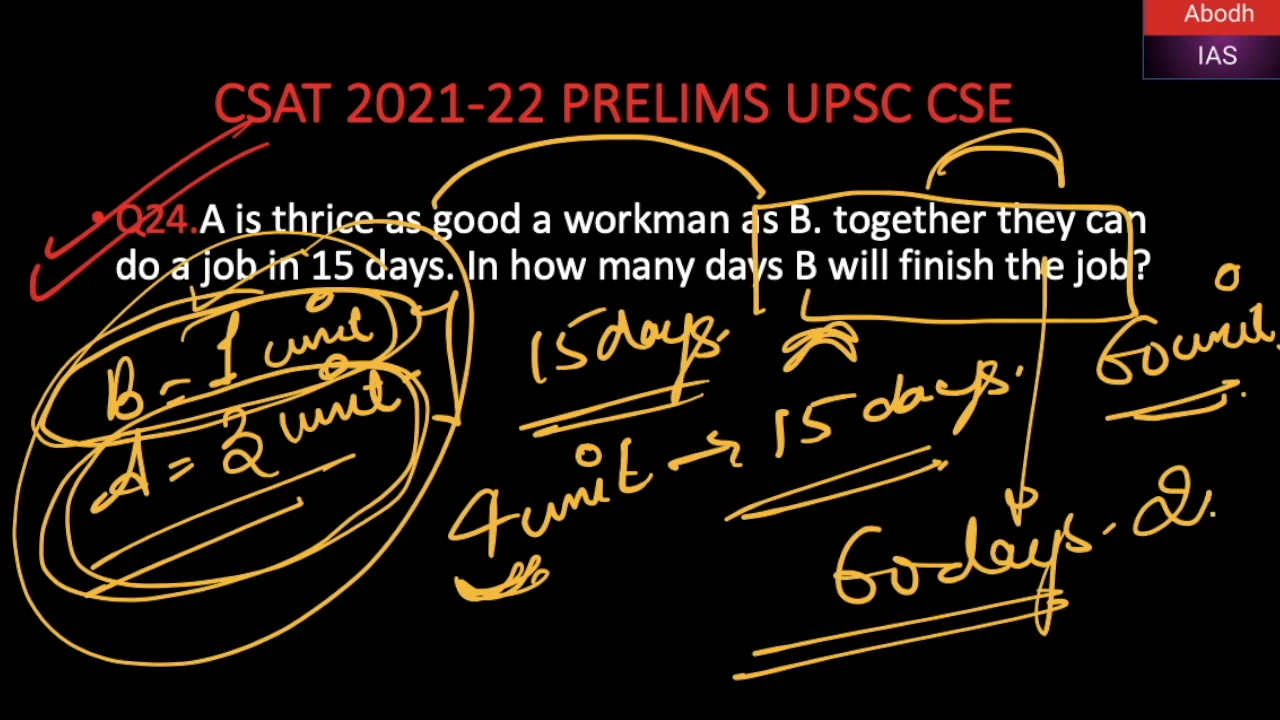 Abodh
IAS
CSAT 2021-22 PRELIMS UPSC CSE
• Q24.A is thrice as good a workman as B. together they can
do a job in 15 days. In how many days B will finish the job?
B = 1 unit
A = 3 unit
15 days.
60 unit
4 unit → 15 days.
60 days.